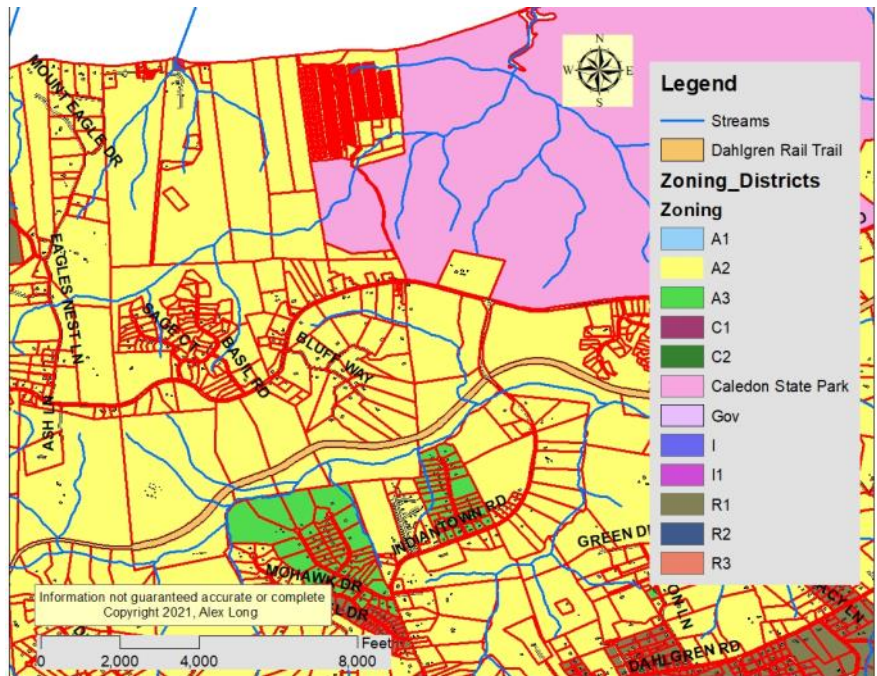 MOUNT EAGLE DR
N
W E
S
Legend
Streams
Dahlgren Rail Trail
Zoning_Districts
Zoning
A1
A2
A3
C1
C2
Caledon State Park
Gov
I
I1
R1
R2
R3
EAGLES NEST LN
SAGE CT
BASIL RD
BLUFF WAY
ASH LN
INDIANTOWN RD
GREEN
MOHAWK DR
DR
LN
LN
DAHLGREN RD
Information not guaranteed accurate or complete
Copyright 2021, Alex Long
Feet
0 2,000 4,000 8,000